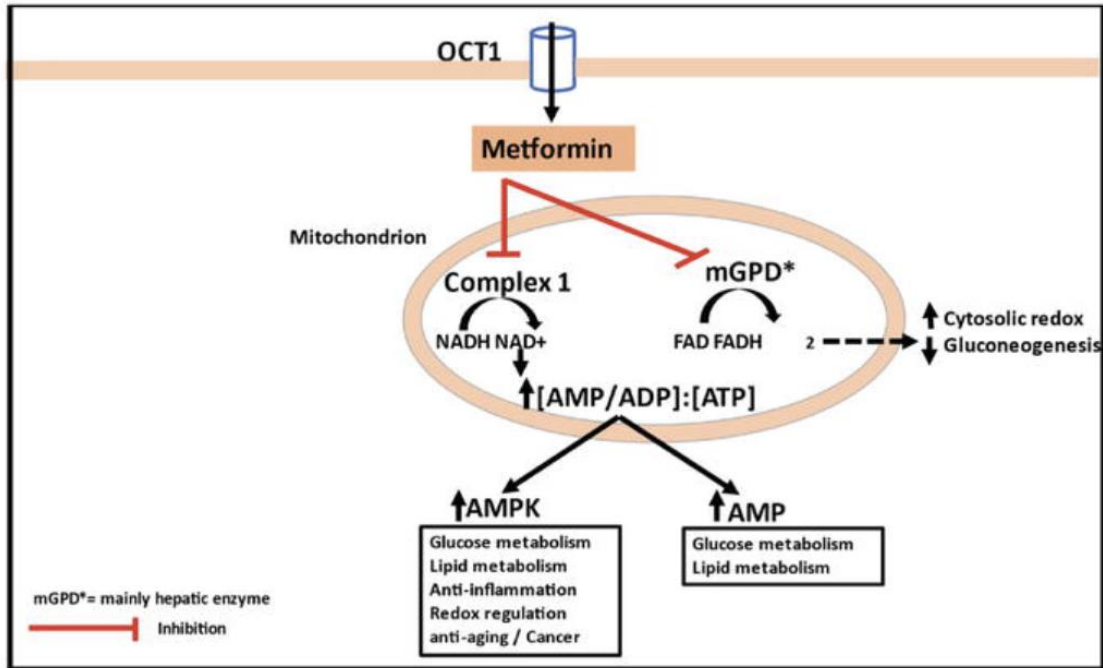 OCT1
Metformin
Mitochondrion
Complex 1
NADH NAD+
mGPD*
FAD FADH 2
Cytosolic redox
Gluconeogenesis
[AMP/ADP]:[ATP]
AMPK
Glucose metabolism
Lipid metabolism
Anti-inflammation
Redox regulation
anti-aging / Cancer
AMP
Glucose metabolism
Lipid metabolism
mGPD*= mainly hepatic enzyme
Inhibition